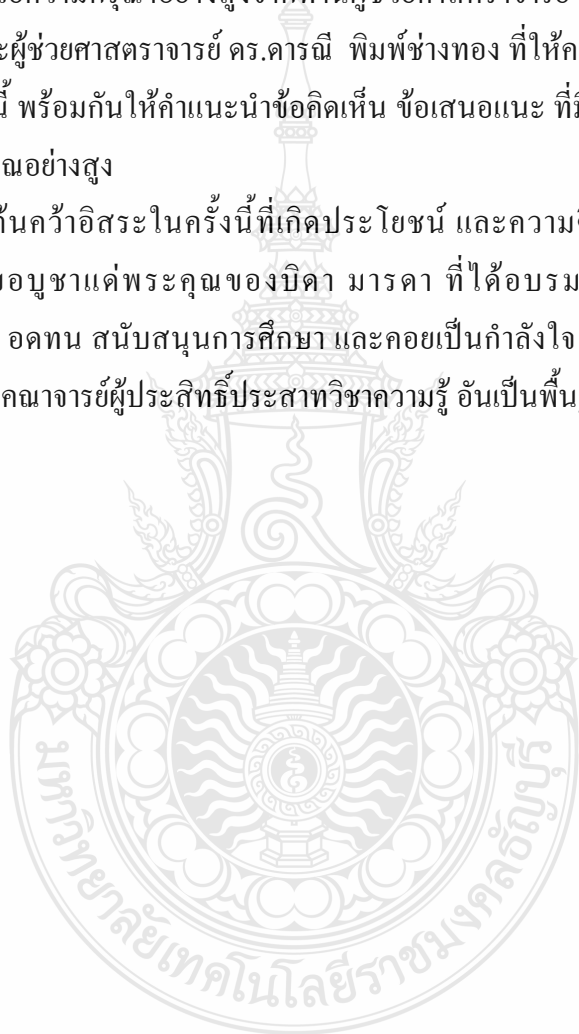 ะผู้ช่วยศาสตราจารย์ ดร.ดารณี พิมพ์ช่างทอง ที่ให้ค
นี้ พร้อมกันให้คำแนะนำข้อคิดเห็น ข้อเสนอแนะ ที่มี
ณอย่างสูง
้นคว้าอิสระในครั้งนี้ที่เกิดประโยชน์ และความ
อบูชาแด่พระคุณของบิดา มารดา ที่ได้อบรม
อดทน สนับสนุนการศึกษา และคอยเป็นกำลังใจ
คณาจารย์ผู้ประสิทธิ์ประสาทวิชาความรู้ อันเป็นพื้น
มหาวิทยาลัยเทคโนโลยีราชมงคลธัญบุรี